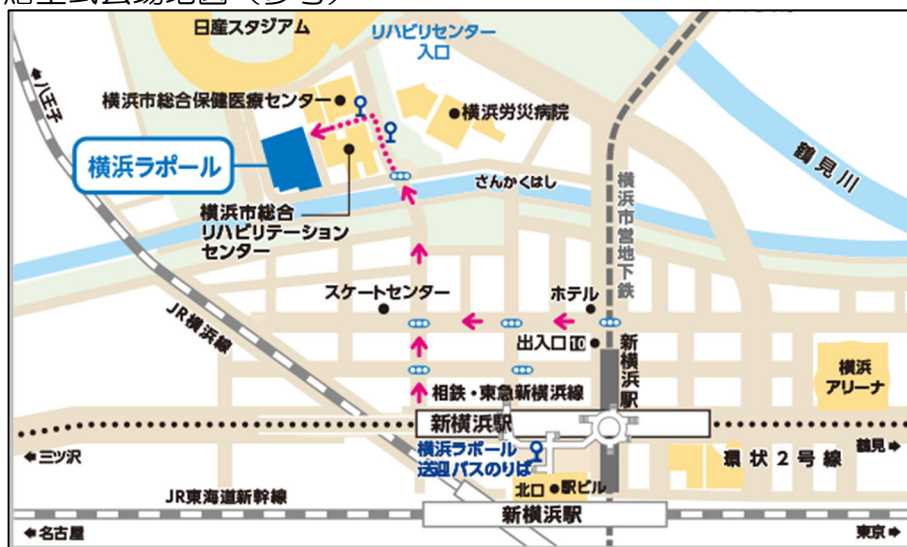 日産スタジアム
リハビリセンター
入口
八王子
横浜市総合保健医療センター
横浜労災病院
横浜ラポール
鶴見川
さんかくはし
横浜市営地下鉄
横浜市総合
リハビリテーション
センター
スケートセンター
ホテル
JR横浜線
出入口10
新横浜駅
横浜
アリーナ
相鉄・東急新横浜線
新横浜駅
横浜ラポール
送迎バスのりば
三ツ沢
環状2号線
鶴見
北口
駅ビル
JR東海道新幹線
新横浜駅
名古屋
東京